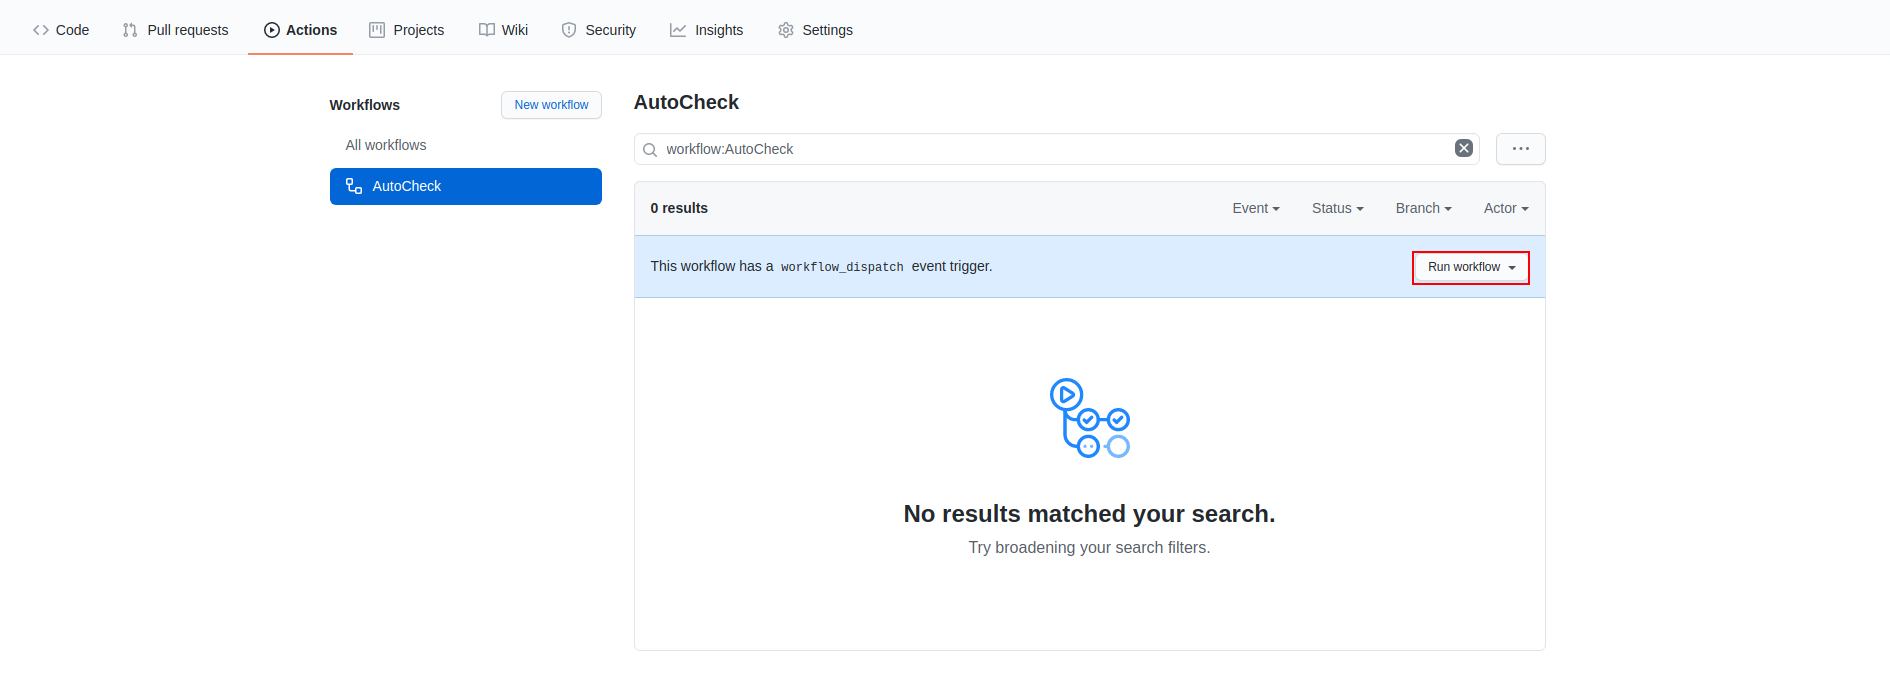 Code Pull requests Actions Projects Wiki Security Insights Settings
Workflows
New workflow
All workflows
AutoCheck
AutoCheck
workflow:AutoCheck
0 results
Event Status Branch Actor
This workflow has a workflow_dispatch event trigger.
Run workflow
No results matched your search.
Try broadening your search filters.